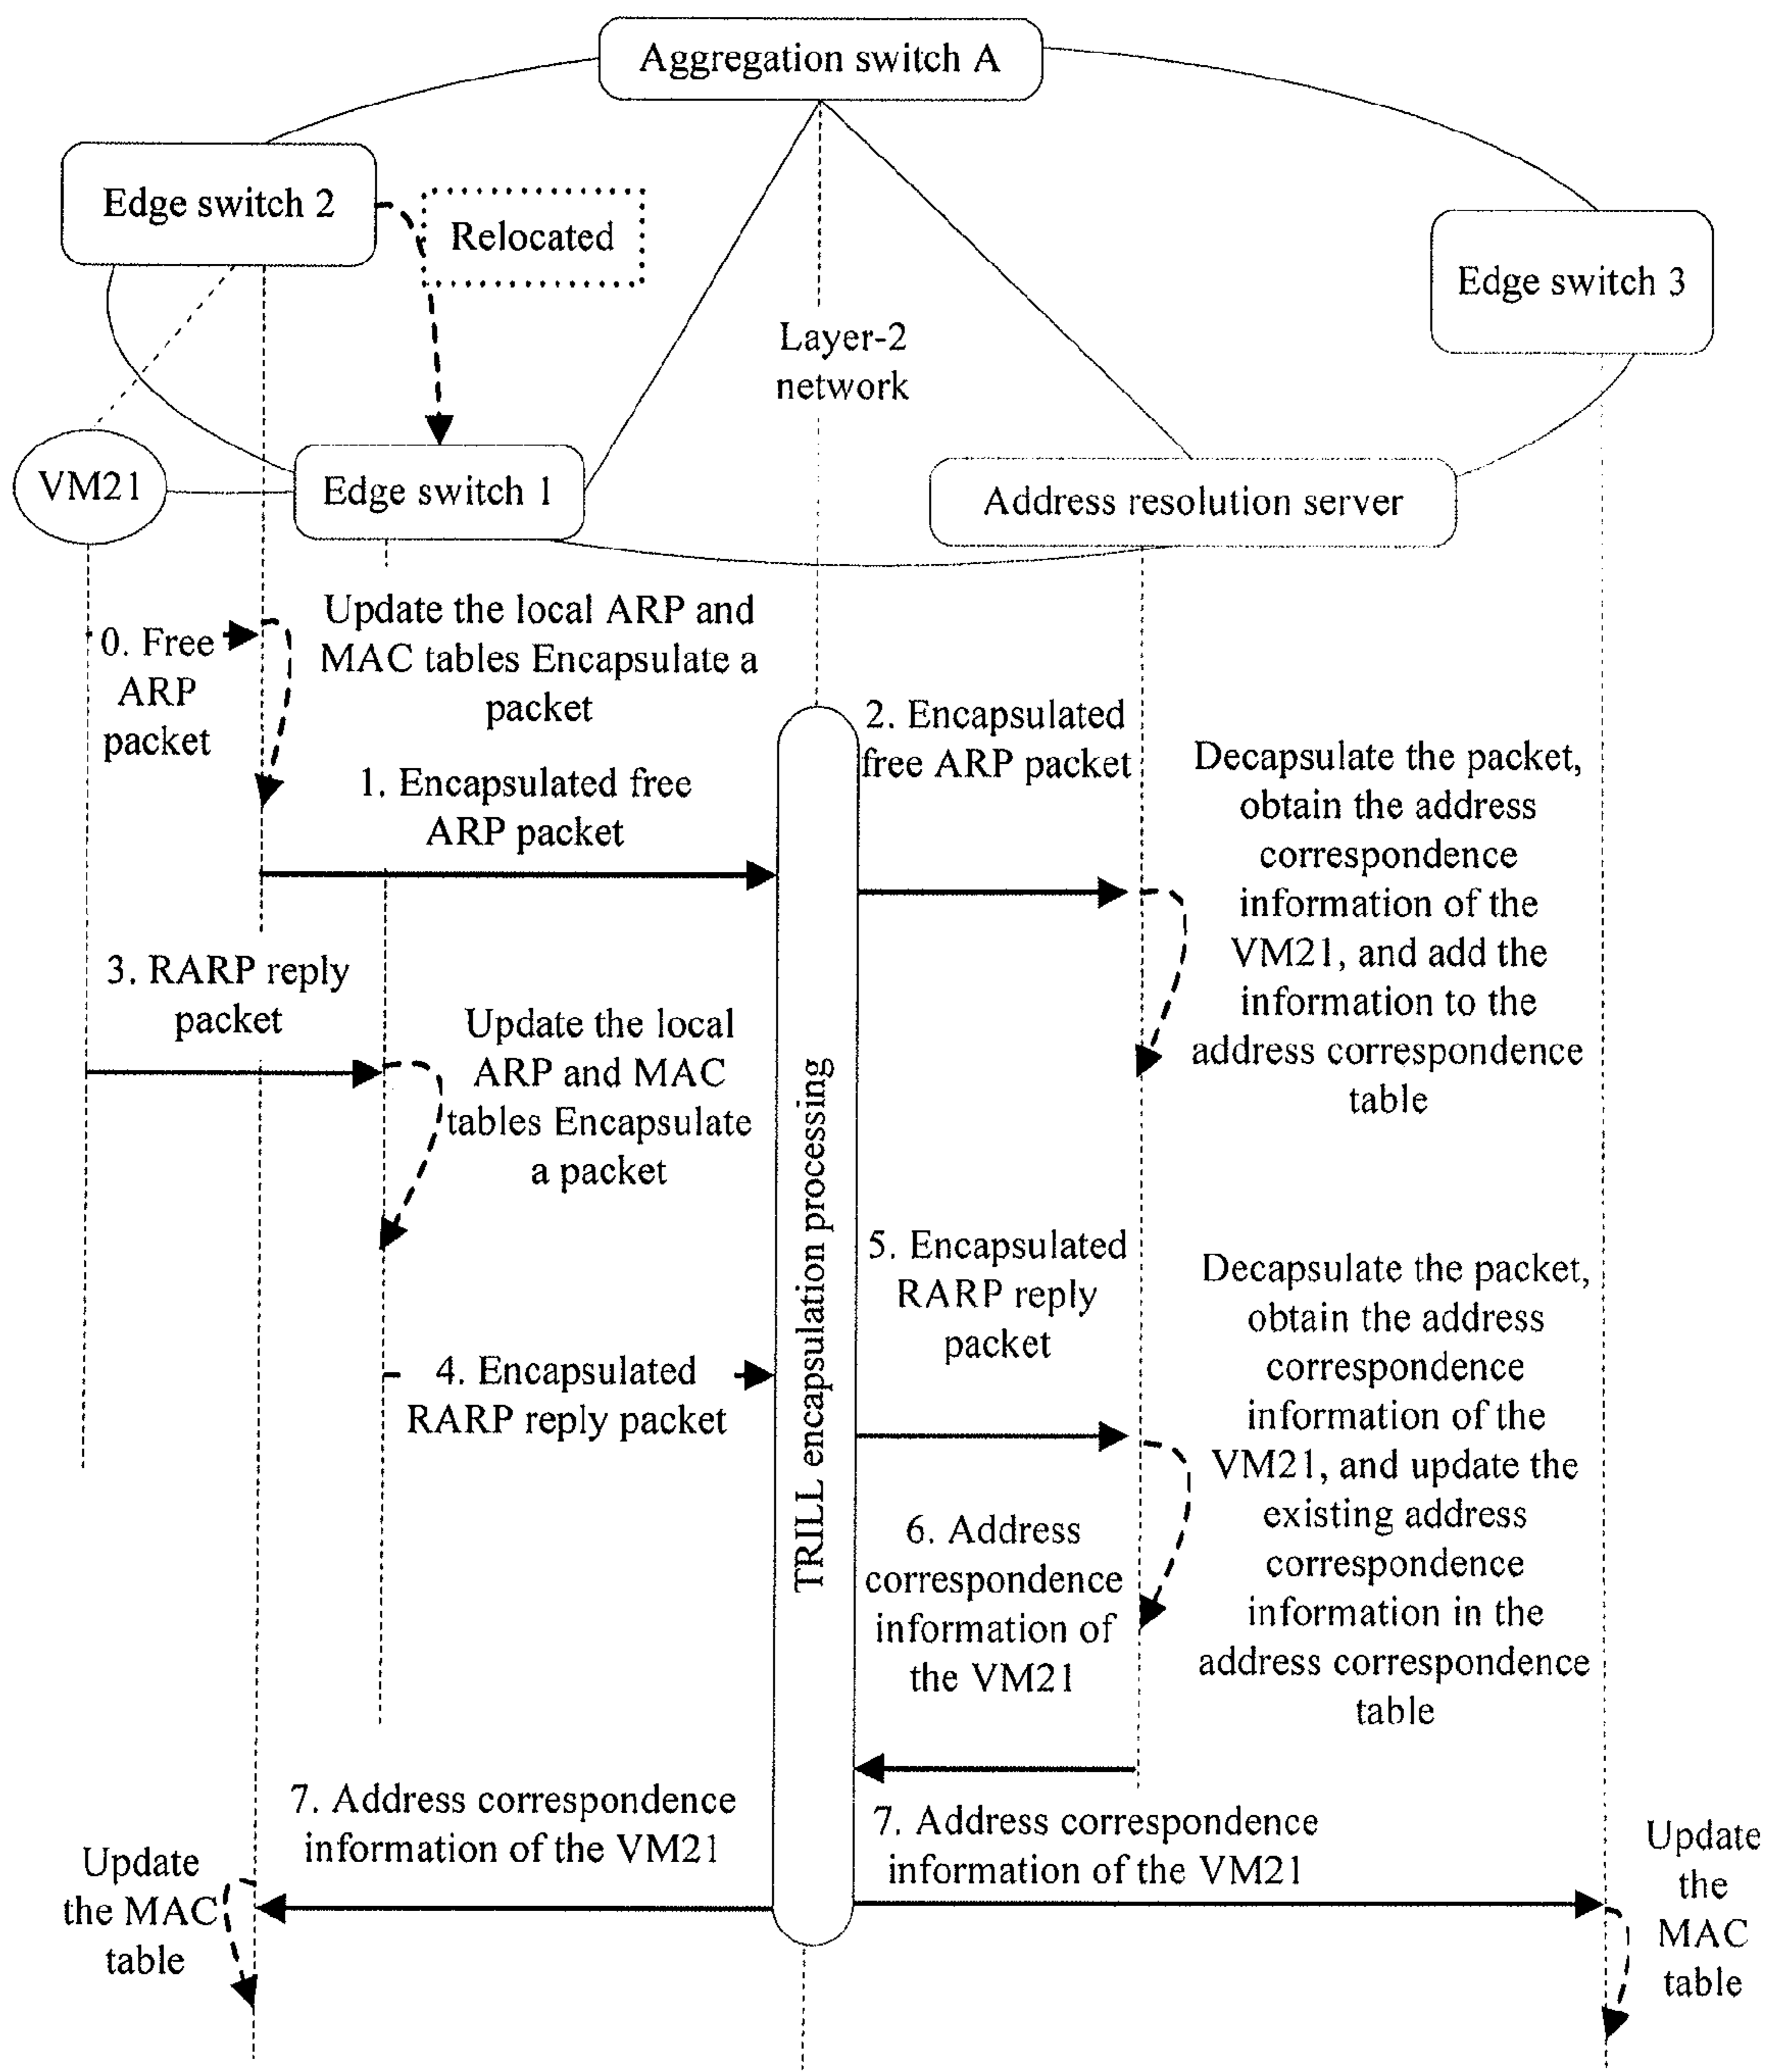 Aggregation switch A
Edge switch 2
Relocated
Edge switch 3
Layer-2
network
VM21
Edge switch 1
Address resolution server
0. Free
ARP
packet
Update the local ARP and
MAC tables Encapsulate a
packet
1. Encapsulated free
ARP packet
2. Encapsulated
free ARP packet
Decapsulate the packet,
obtain the address
correspondence
information of the
VM21, and add the
information to the
address correspondence
table
3. RARP reply
packet
Update the local
ARP and MAC
tables Encapsulate
a packet
TRILL encapsulation processing
4. Encapsulated
RARP reply packet
5. Encapsulated
RARP reply
packet
Decapsulate the packet,
obtain the address
correspondence
information of the
VM21, and update the
existing address
correspondence
information in the
address correspondence
table
6. Address
correspondence
information of
the VM21
7. Address correspondence
information of the VM21
7. Address correspondence
information of the VM21
Update
the MAC
table
Update
the
MAC
table